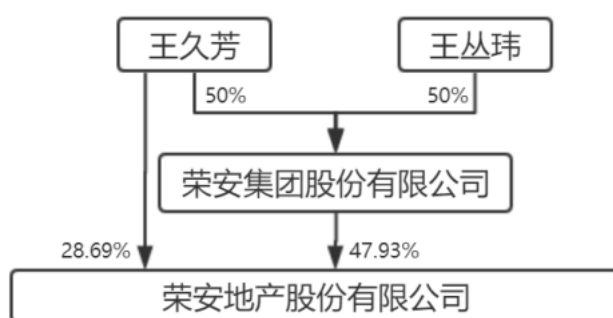 王久芳
王丛玮
50%
50%
荣安集团股份有限公司
28.69%
47.93%
荣安地产股份有限公司